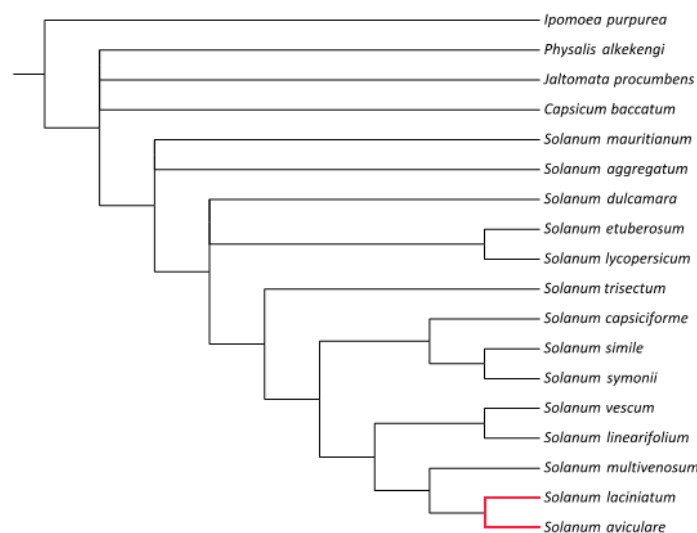 Ipomoea purpurea
Physalis alkekengi
Jaltomata procumbens
Capsicum baccatum
Solanum mauritianum
Solanum aggregatum
Solanum dulcamara
Solanum etuberosum
Solanum lycopersicum
Solanum trisectum
Solanum capsiciforme
Solanum simile
Solanum symonii
Solanum vescum
Solanum linearifolium
Solanum multivenosum
Solanum laciniatum
Solanum aviculare